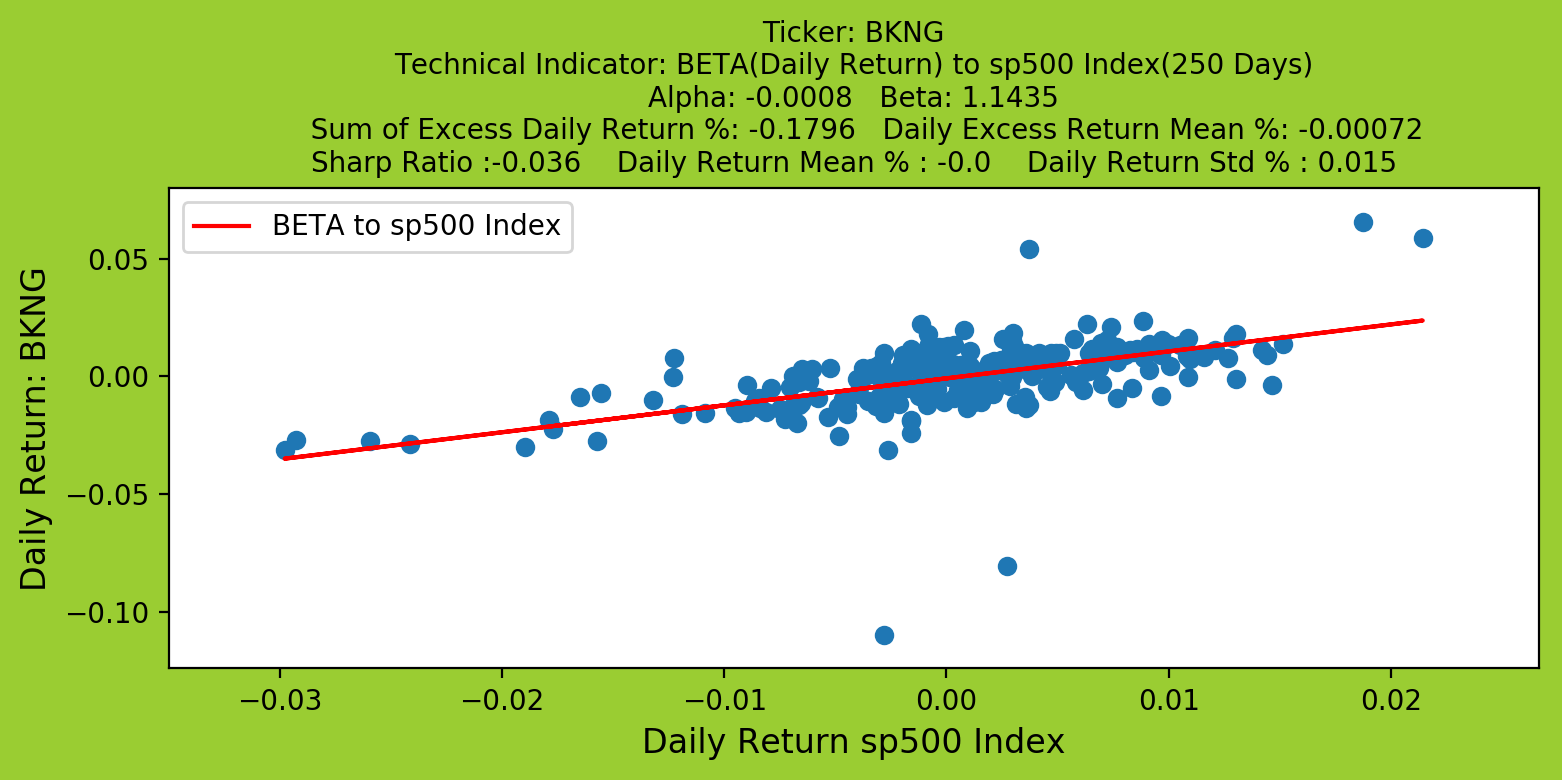 Ticker: BKNG
Technical Indicator: BETA(Daily Return) to sp500 Index(250 Days)
Alpha: -0.0008   Beta: 1.1435
Sum of Excess Daily Return %: -0.1796   Daily Excess Return Mean %: -0.00072
Sharp Ratio :-0.036    Daily Return Mean % : -0.0    Daily Return Std % : 0.015
BETA to sp500 Index
Daily Return: BKNG
0.05
0.00
−0.05
−0.10
−0.03
−0.02
−0.01
0.00
0.01
0.02
Daily Return sp500 Index